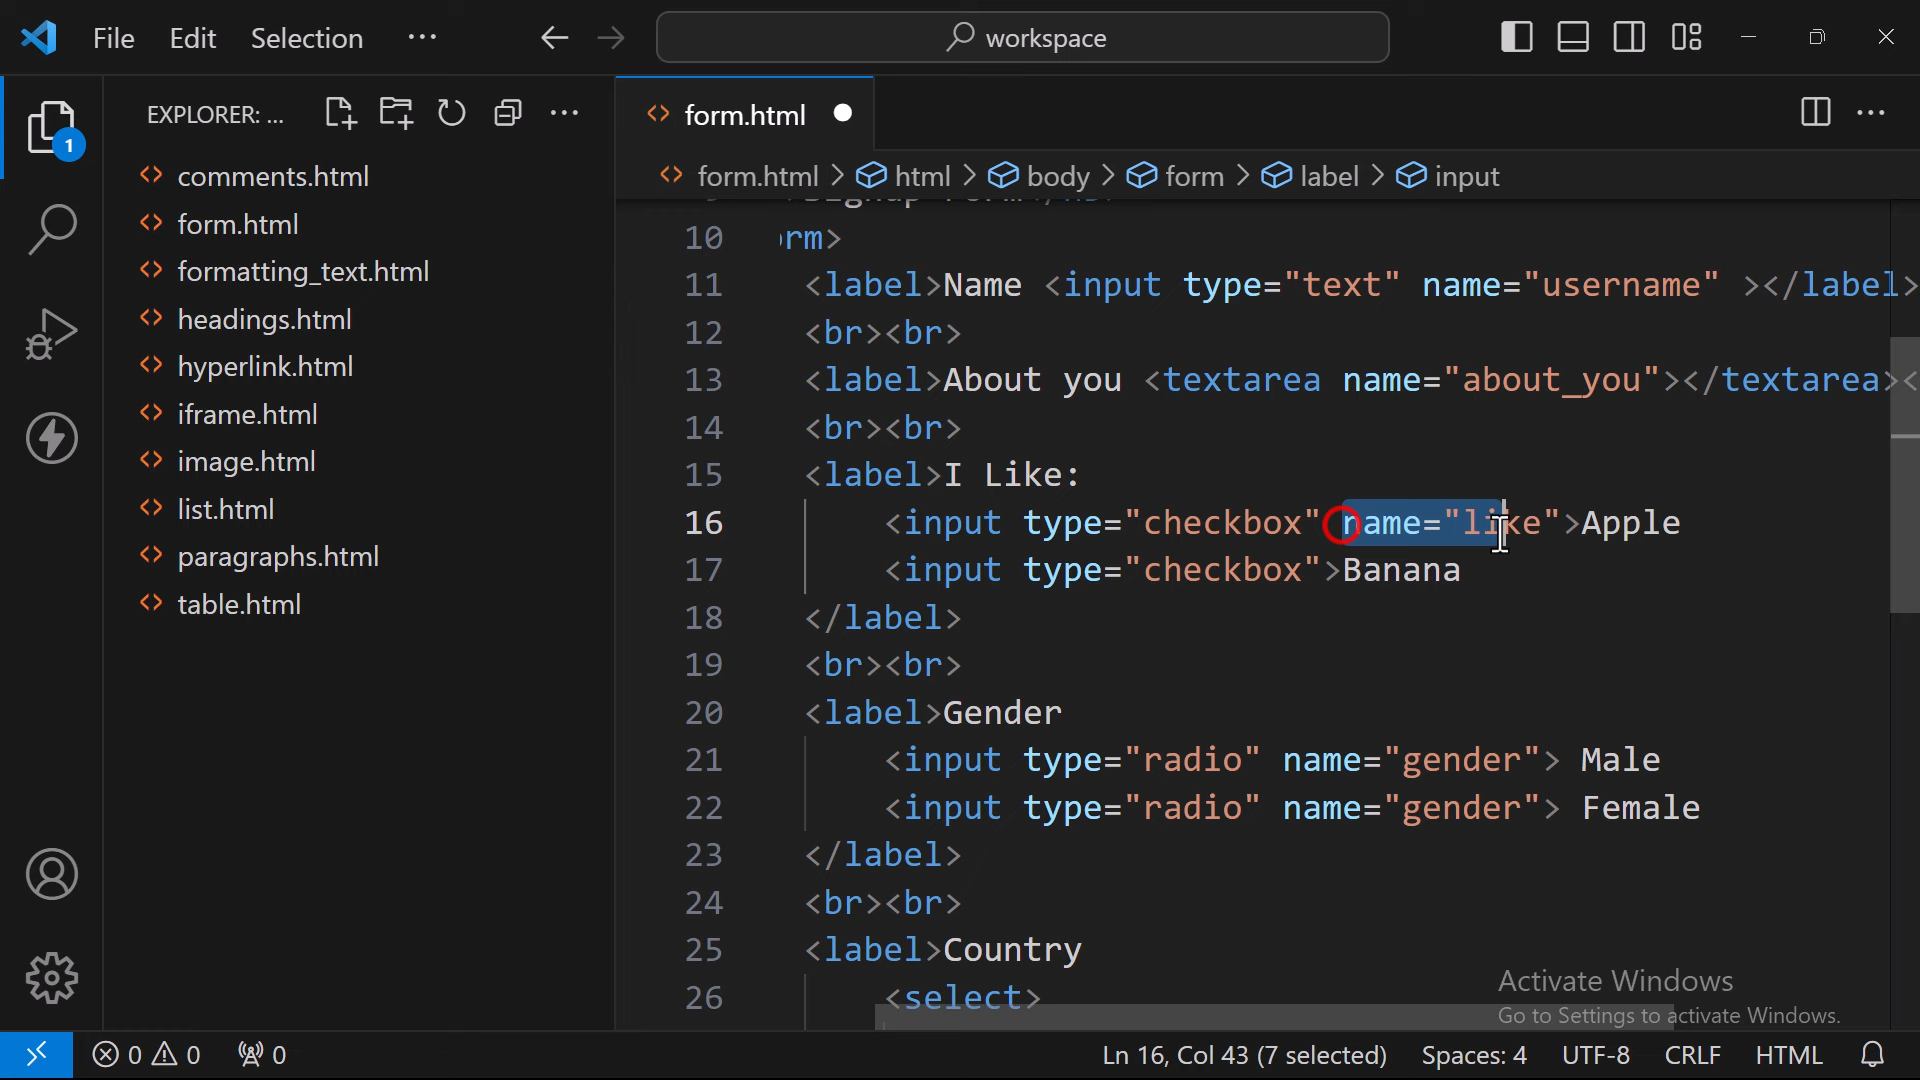 File Edit Selection ··· workspace
EXPLORER: ...
1
comments.html
form.html
formatting_text.html
headings.html
hyperlink.html
iframe.html
image.html
list.html
paragraphs.html
table.html
form.html
form.html > html > body > form > label > input
10 rm>
11 <label>Name <input type="text" name="username" ></label>
12 <br><br>
13 <label>About you <textarea name="about_you"></textarea><
14 <br><br>
15 <label>I Like:
16 <input type="checkbox" name="like">Apple
17 <input type="checkbox">Banana
18 </label>
19 <br><br>
20 <label>Gender
21 <input type="radio" name="gender"> Male
22 <input type="radio" name="gender"> Female
23 </label>
24 <br><br>
25 <label>Country
26 <select>
Activate Windows
Go to Settings to activate Windows.
0 0 0 Ln 16, Col 43 (7 selected) Spaces: 4 UTF-8 CRLF HTML